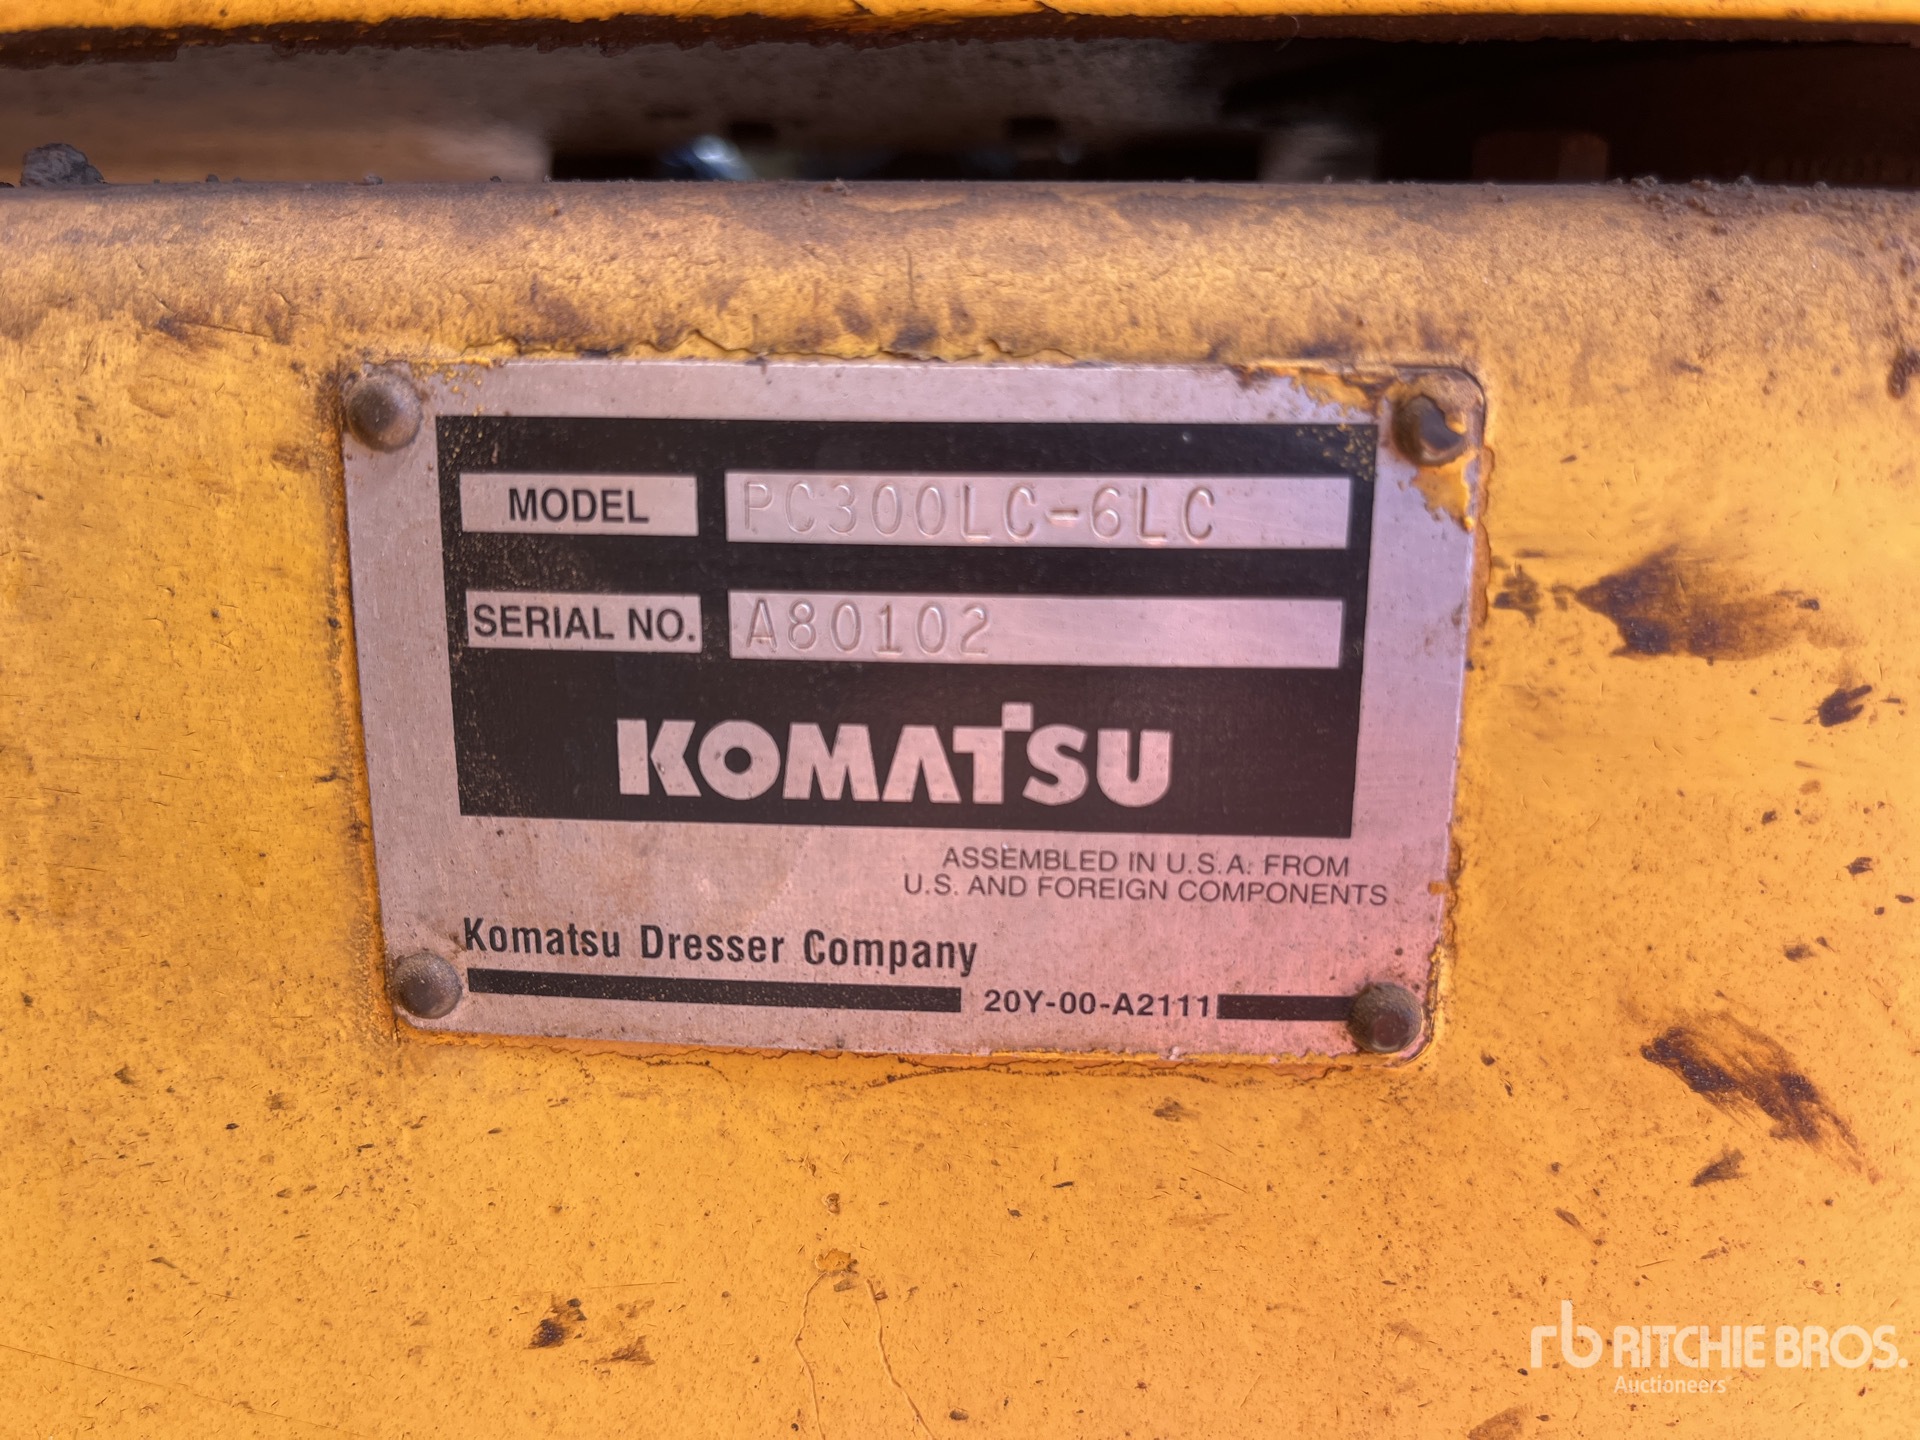 MODEL PC300LC-6LC
SERIAL NO. A80102
KOMATSU
ASSEMBLED IN U.S.A. FROM
U.S. AND FOREIGN COMPONENTS
Komatsu Dresser Company
20Y-00-A2111
rb RITCHIE BROS.
Auctioneers